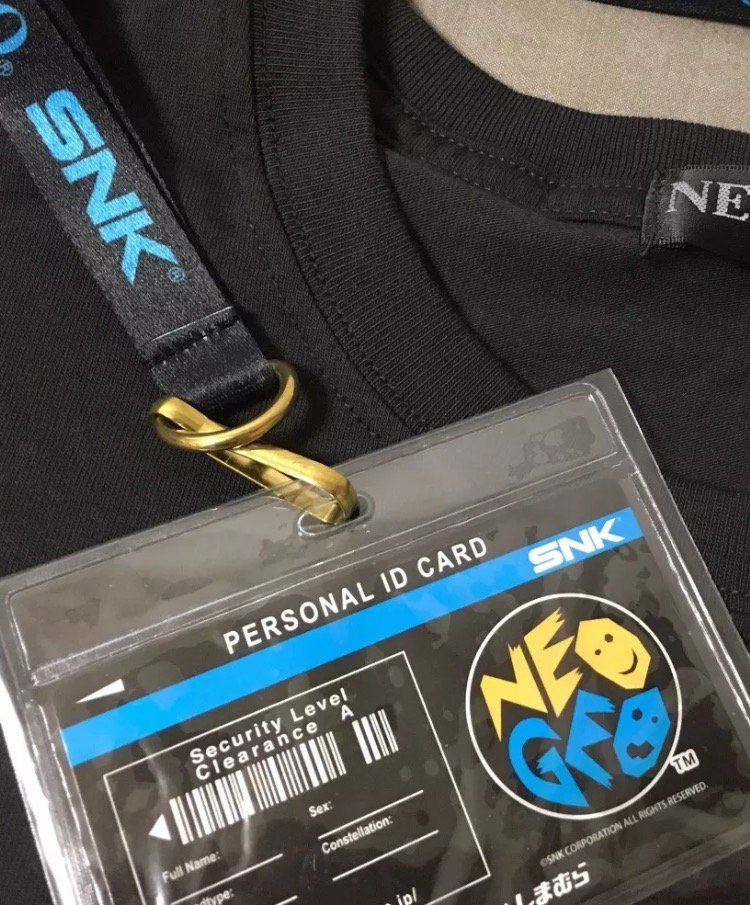 SNK®
NE
PERSONAL ID CARD
SNK
Security Level
Clearance A
NEO
GEO
TM
Sex:
Full Name:
Constellation:
©SNK CORPORATION ALL RIGHTS RESERVED.
しまむら